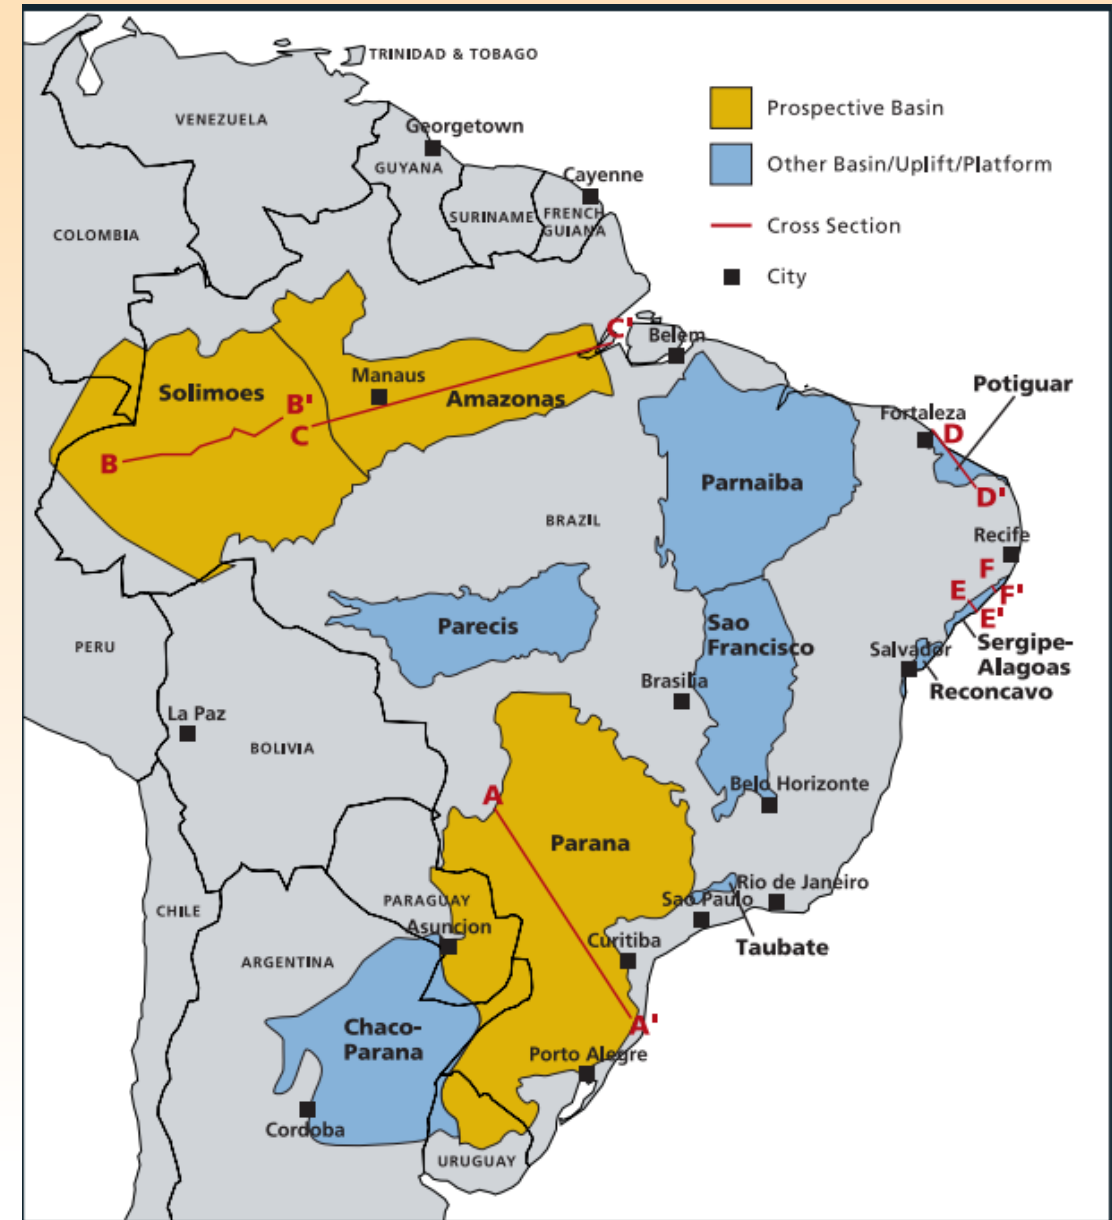 TRINIDAD & TOBAGO
VENEZUELA
Georgetown
GUYANA
Cayenne
SURINAME
FRENCH
GUIANA
COLOMBIA
Prospective Basin
Other Basin/Uplift/Platform
Cross Section
City
C'
Belem
Solimoes
Manaus
B'
Amazonas
C
B
Potiguar
Fortaleza
D
Parnaiba
D'
BRAZIL
Recife
F
E
F'
E'
Parecis
Sao
Francisco
Sergipe-
Alagoas
Salvador
Reconcavo
PERU
Brasilia
La Paz
BOLIVIA
Belo Horizonte
A
Parana
Rio de Janeiro
Sao Paulo
CHILE
PARAGUAY
Asuncion
Curitiba
Taubate
ARGENTINA
Chaco-
Parana
A'
Porto Alegre
Cordoba
URUGUAY